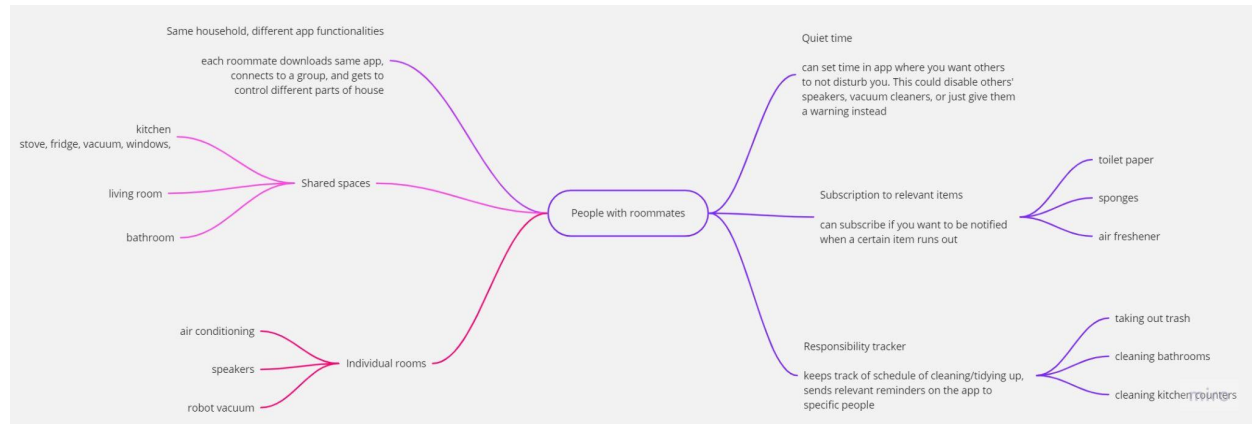 Same household, different app functionalities
each roommate downloads same app,
connects to a group, and gets to
control different parts of house
kitchen
stove, fridge, vacuum, windows,
living room
bathroom
Shared spaces
air conditioning
speakers
robot vacuum
Individual rooms
People with roommates
Quiet time
can set time in app where you want others
to not disturb you. This could disable others'
speakers, vacuum cleaners, or just give them
a warning instead
Subscription to relevant items
can subscribe if you want to be notified
when a certain item runs out
toilet paper
sponges
air freshener
Responsibility tracker
keeps track of schedule of cleaning/tidying up,
sends relevant reminders on the app to
specific people
taking out trash
cleaning bathrooms
cleaning kitchen counters
miro